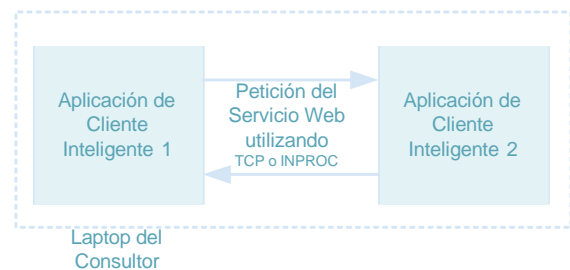 Aplicación de
Cliente
Inteligente 1
Petición del
Servicio Web
utilizando
TCP o INPROC
Aplicación de
Cliente
Inteligente 2
Laptop del
Consultor